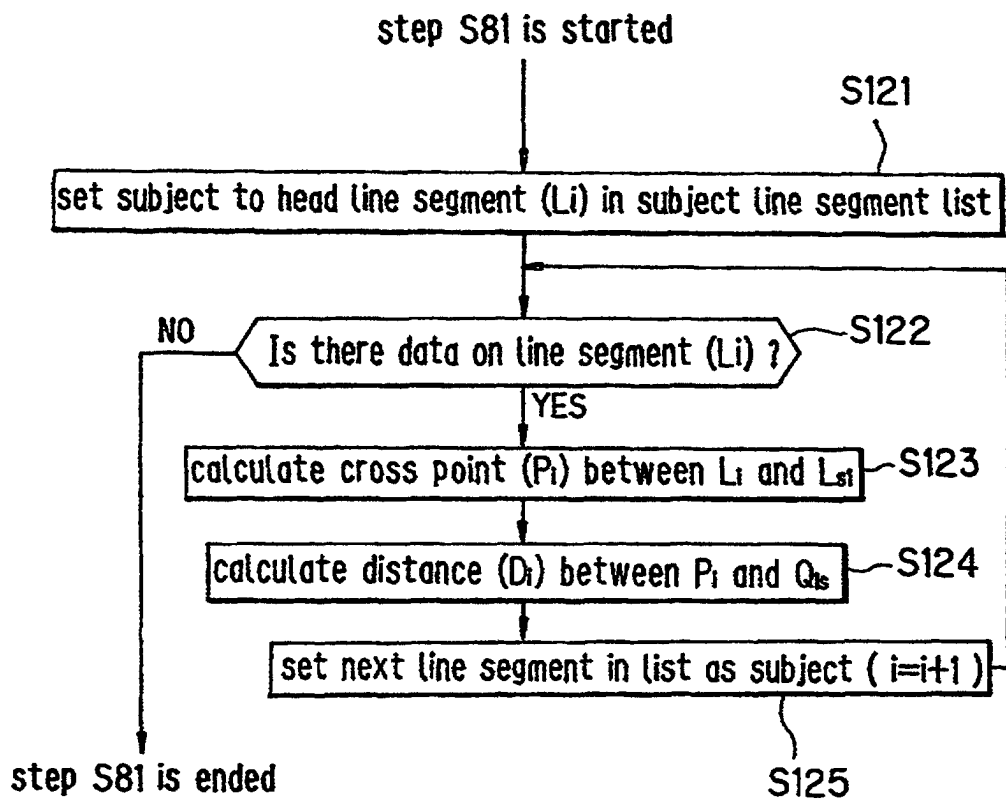 step S81 is started
S121
set subject to head line segment (Li) in subject line segment list
S122
NO
Is there data on line segment (Li) ?
YES
calculate cross point (Pi) between Li and Lsi
S123
calculate distance (Di) between Pi and Qls
S124
set next line segment in list as subject ( i=i+1 )
step S81 is ended
S125